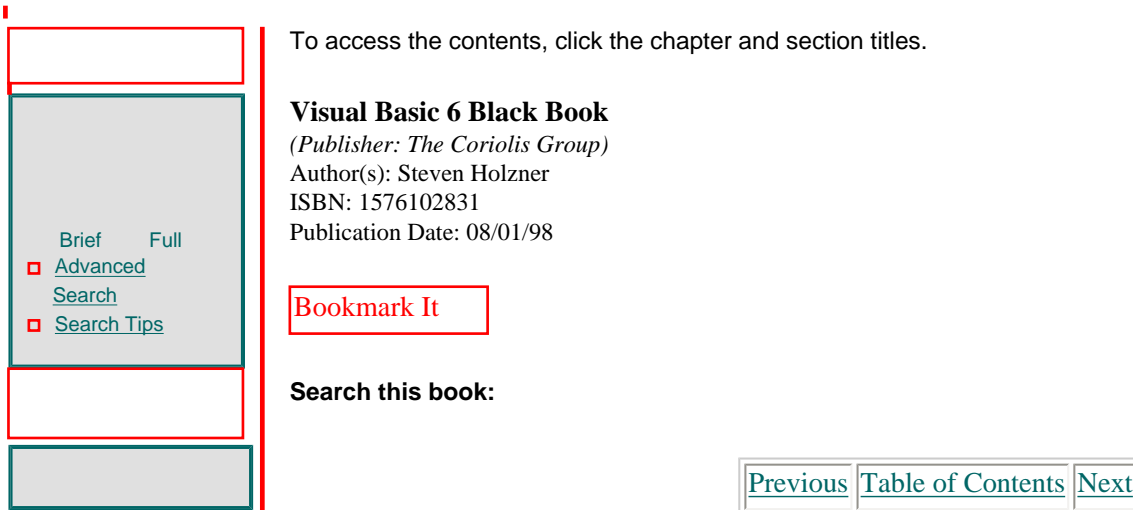 To access the contents, click the chapter and section titles.
Visual Basic 6 Black Book
(Publisher: The Coriolis Group)
Author(s): Steven Holzner
ISBN: 1576102831
Publication Date: 08/01/98
Brief Full
Advanced
Search
Search Tips
Bookmark It
Search this book:
Previous Table of Contents Next